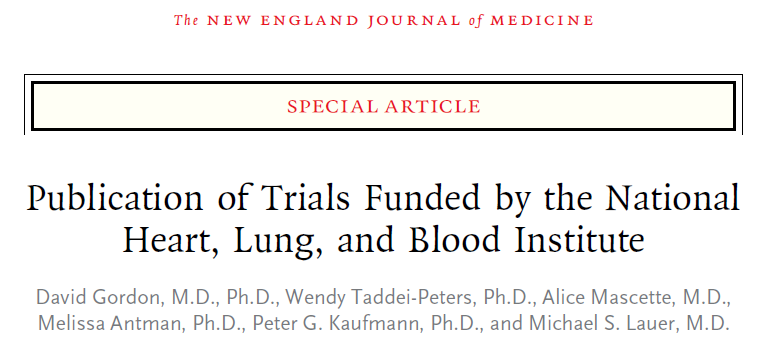 The NEW ENGLAND JOURNAL of MEDICINE
SPECIAL ARTICLE
Publication of Trials Funded by the National
Heart, Lung, and Blood Institute
David Gordon, M.D., Ph.D., Wendy Taddei-Peters, Ph.D., Alice Mascette, M.D.,
Melissa Antman, Ph.D., Peter G. Kaufmann, Ph.D., and Michael S. Lauer, M.D.